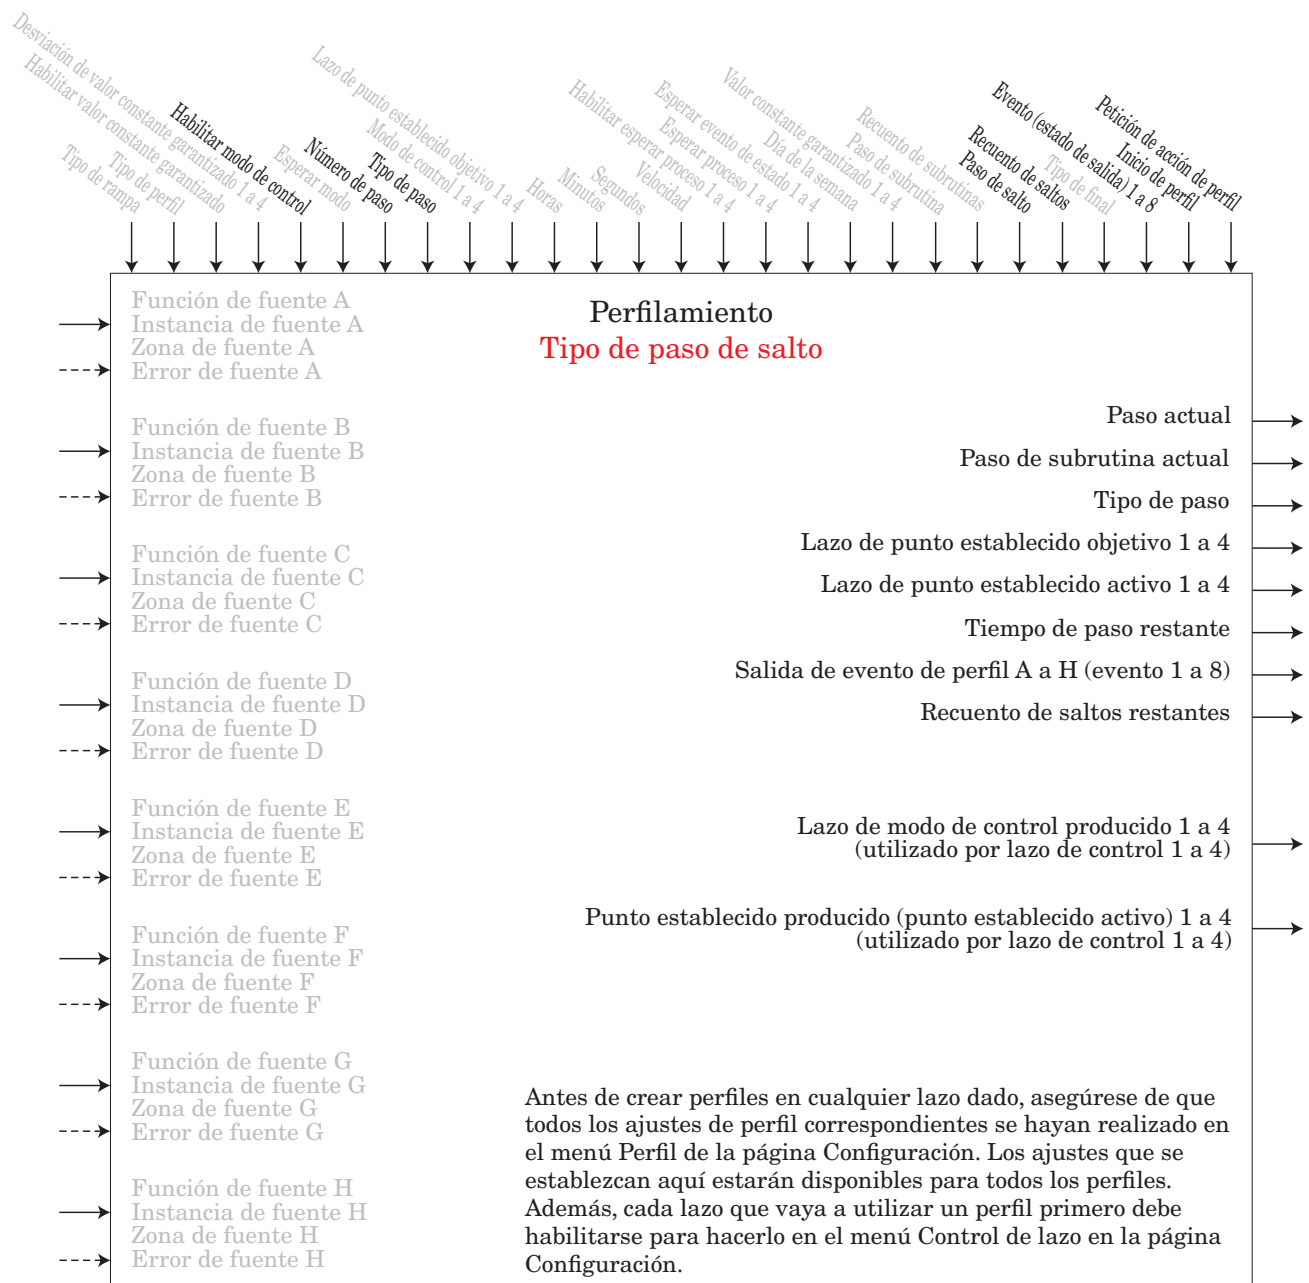 Tipo de rampa
Tipo de perfil
Habilitar valor constante garantizado
Desviación de valor constante garantizado 1 a 4
Habilitar modo de control
Esperar modo
Número de paso
Tipo de paso
Modo de control 1 a 4
Lazo de punto establecido objetivo 1 a 4
Horas
Minutos
Segundos
Velocidad
Habilitar esperar proceso 1 a 4
Esperar proceso 1 a 4
Esperar evento de estado 1 a 4
Día de la semana
Valor constante garantizado 1 a 4
Paso de subrutina
Recuento de subrutinas
Paso de salto
Recuento de saltos
Tipo de final
Evento (estado de salida) 1 a 8
Inicio de perfil
Petición de acción de perfil
Perfilamiento
Tipo de paso de salto
Función de fuente A
Instancia de fuente A
Zona de fuente A
Error de fuente A
Función de fuente B
Instancia de fuente B
Zona de fuente B
Error de fuente B
Función de fuente C
Instancia de fuente C
Zona de fuente C
Error de fuente C
Función de fuente D
Instancia de fuente D
Zona de fuente D
Error de fuente D
Función de fuente E
Instancia de fuente E
Zona de fuente E
Error de fuente E
Función de fuente F
Instancia de fuente F
Zona de fuente F
Error de fuente F
Función de fuente G
Instancia de fuente G
Zona de fuente G
Error de fuente G
Función de fuente H
Instancia de fuente H
Zona de fuente H
Error de fuente H
Paso actual
Paso de subrutina actual
Tipo de paso
Lazo de punto establecido objetivo 1 a 4
Lazo de punto establecido activo 1 a 4
Tiempo de paso restante
Salida de evento de perfil A a H (evento 1 a 8)
Recuento de saltos restantes
Lazo de modo de control producido 1 a 4
(utilizado por lazo de control 1 a 4)
Punto establecido producido (punto establecido activo) 1 a 4
(utilizado por lazo de control 1 a 4)
Antes de crear perfiles en cualquier lazo dado, asegúrese de que
todos los ajustes de perfil correspondientes se hayan realizado en
el menú Perfil de la página Configuración. Los ajustes que se
establezcan aquí estarán disponibles para todos los perfiles.
Además, cada lazo que vaya a utilizar un perfil primero debe
habilitarse para hacerlo en el menú Control de lazo en la página
Configuración.